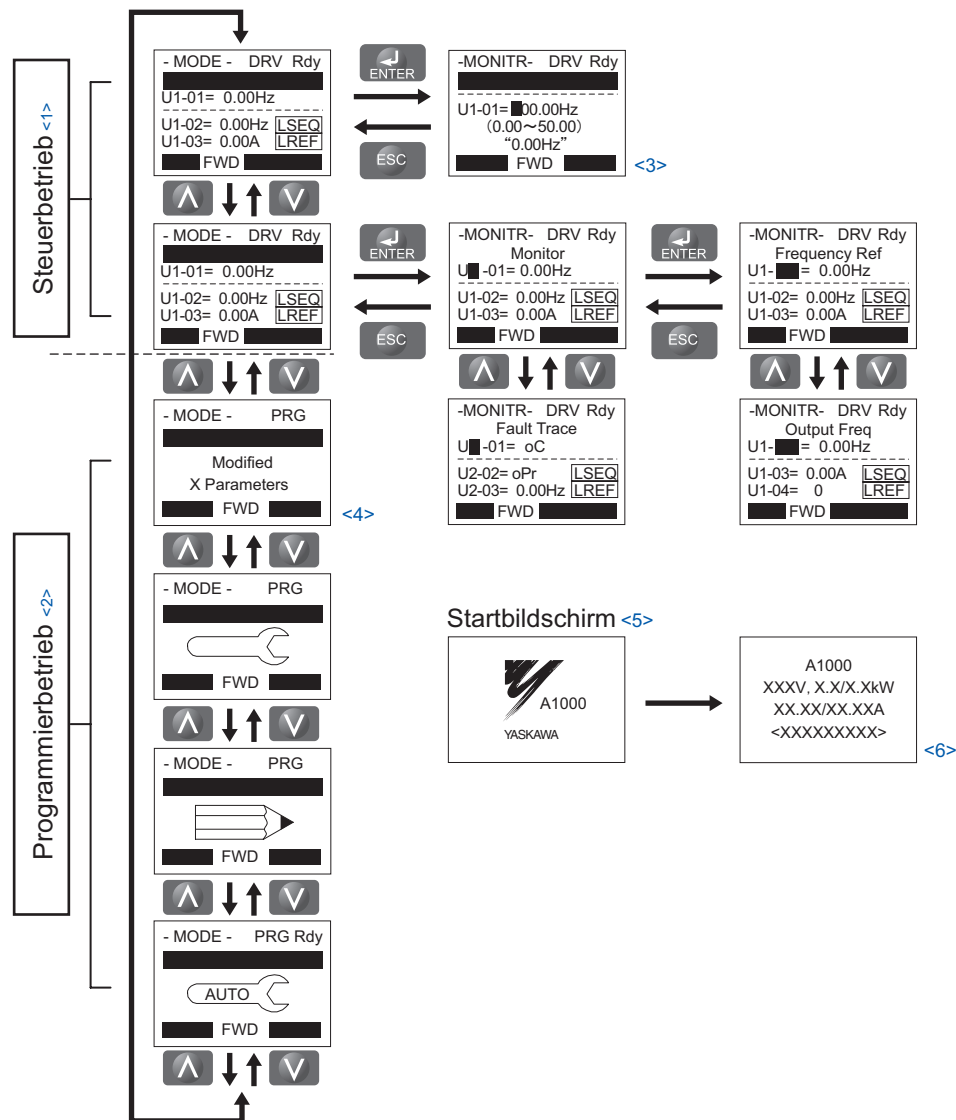 Steuerbetrieb <1>
- MODE - DRV Rdy
U1-01= 0.00Hz
U1-02= 0.00Hz LSEQ
U1-03= 0.00A LREF
FWD
ENTER
ESC
-MONITR- DRV Rdy
U1-01= 00.00Hz
(0.00~50.00)
“0.00Hz”
FWD
<3>
- MODE - DRV Rdy
U1-01= 0.00Hz
U1-02= 0.00Hz LSEQ
U1-03= 0.00A LREF
FWD
ENTER
ESC
-MONITR- DRV Rdy
Monitor
U -01= 0.00Hz
U1-02= 0.00Hz LSEQ
U1-03= 0.00A LREF
FWD
ENTER
ESC
-MONITR- DRV Rdy
Frequency Ref
U1- = 0.00Hz
U1-02= 0.00Hz LSEQ
U1-03= 0.00A LREF
FWD
-MONITR- DRV Rdy
Fault Trace
U -01= oC
U2-02= oPr LSEQ
U2-03= 0.00Hz LREF
FWD
-MONITR- DRV Rdy
Output Freq
U1- = 0.00Hz
U1-03= 0.00A LSEQ
U1-04= 0 LREF
FWD
Programmierbetrieb <2>
- MODE - PRG
Modified
X Parameters
FWD
<4>
- MODE - PRG
FWD
- MODE - PRG
FWD
- MODE - PRG Rdy
AUTO
FWD
Startbildschirm <5>
A1000
YASKAWA
A1000
XXXV, X.X/X.XkW
XX.XX/XX.XXA
<XXXXXXXXX>
<6>